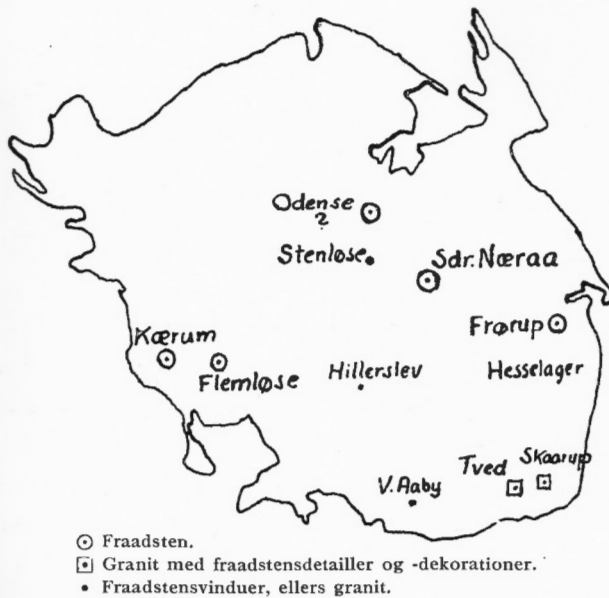 Odense
2
Stenløse
Sdr. Næraa
Frørup
Kærum
Flemløse
Hillerslev
Hesselager
Tved
Skaarup
V. Aaby
Fraadsten.
Granit med fraadstensdetailler og -dekorationer.
Fraadstensvinduer, ellers granit.